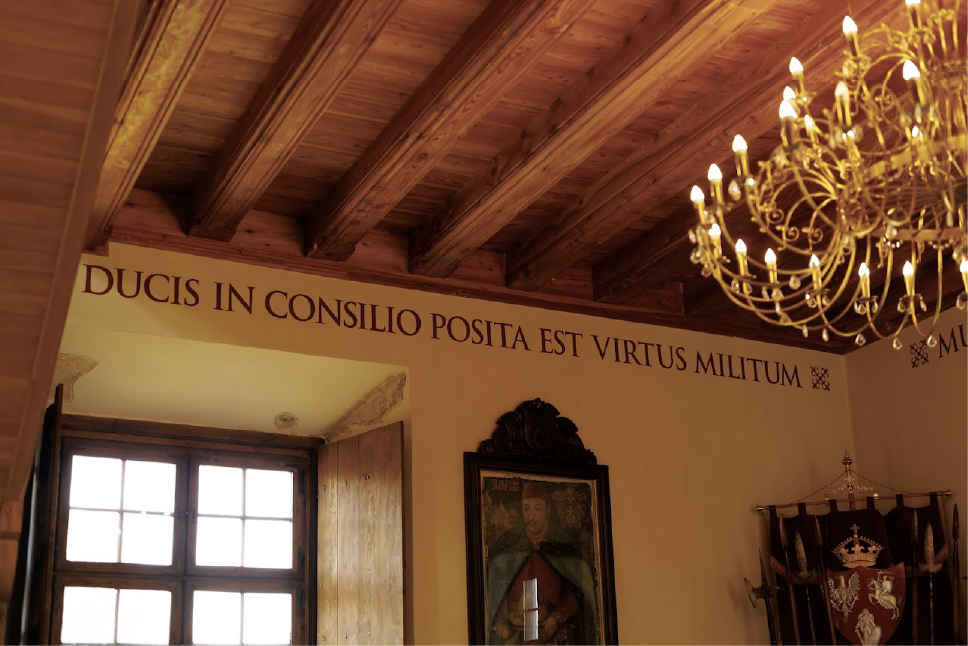 DUCIS IN CONSILIO POSITA EST VIRTUS MILITUM